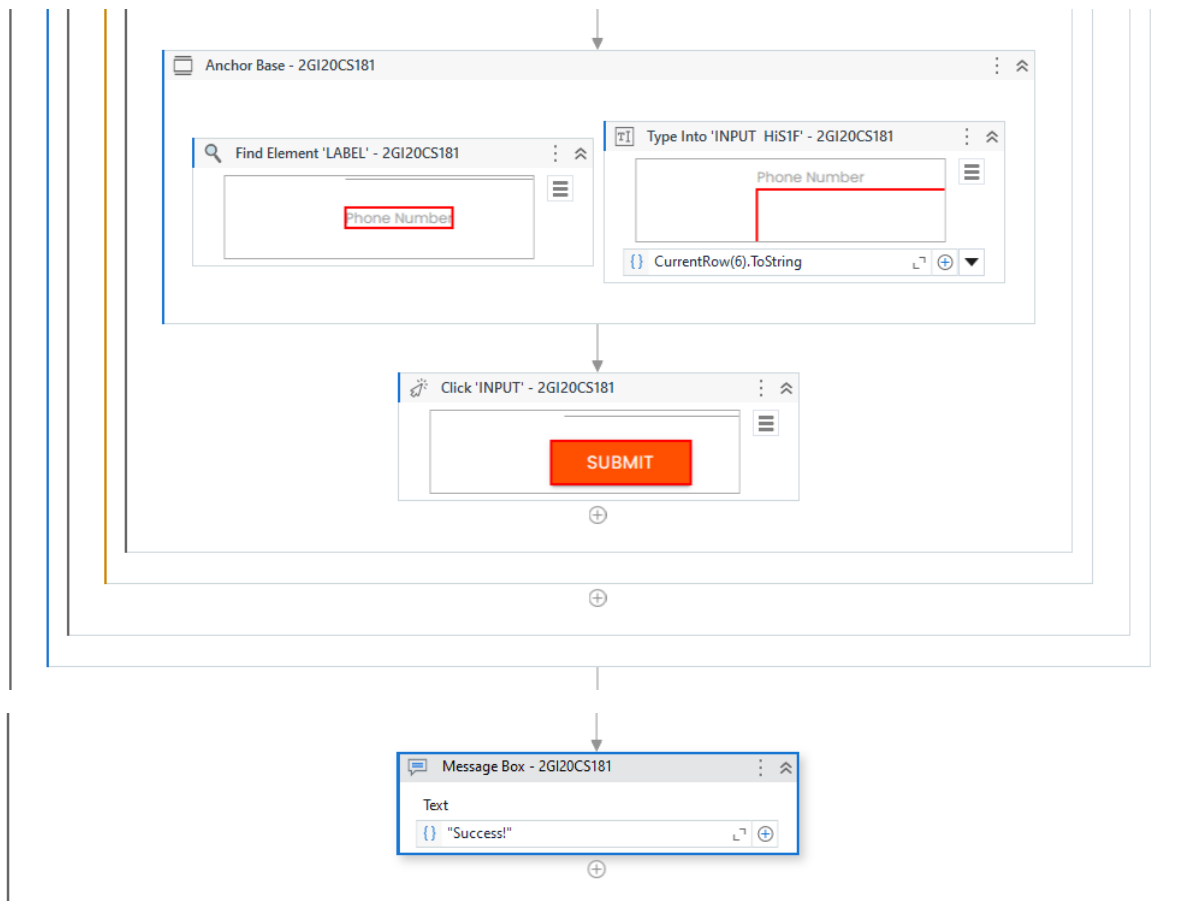 Anchor Base - 2GI20CS181
Find Element 'LABEL' - 2GI20CS181
Phone Number
Type Into 'INPUT  HiS1F' - 2GI20CS181
Phone Number
{} CurrentRow(6).ToString
Click 'INPUT' - 2GI20CS181
SUBMIT
Message Box - 2GI20CS181
Text
{} "Success!"